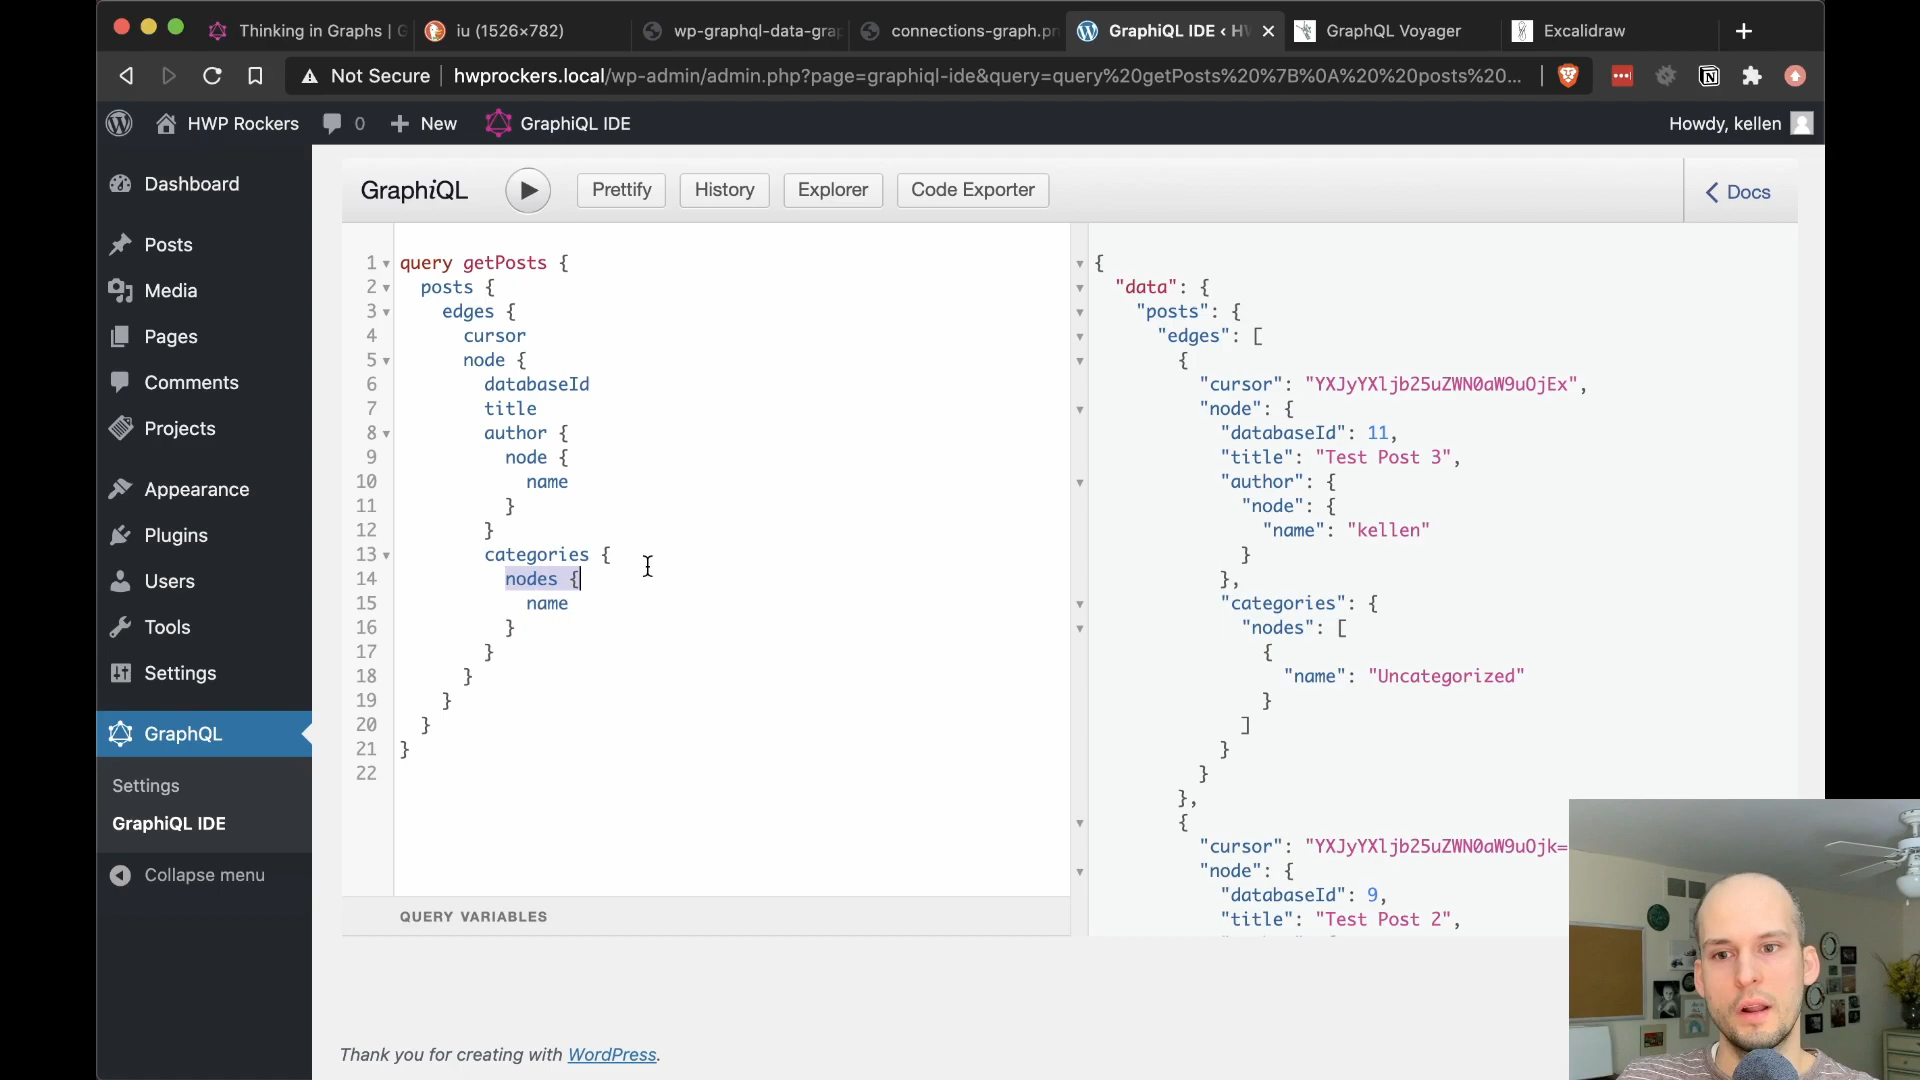 Thinking in Graphs | G
iu (1526×782)
wp-graphql-data-gra
connections-graph.pn
GraphiQL IDE ‹ H
GraphQL Voyager
Excalidraw
Not Secure
hwprockers.local/wp-admin/admin.php?page=graphiql-ide&query=query%20getPosts%20%7B%0A%20%20posts%20...
HWP Rockers
0
New
GraphiQL IDE
Howdy, kellen
Dashboard
Posts
Media
Pages
Comments
Projects
Appearance
Plugins
Users
Tools
Settings
GraphQL
Settings
GraphiQL IDE
Collapse menu
GraphiQL
Prettify
History
Explorer
Code Exporter
Docs
1 query getPosts {
2 posts {
3 edges {
4 cursor
5 node {
6 databaseId
7 title
8 author {
9 node {
10 name
11 }
12 }
13 categories {
14 nodes {
15 name
16 }
17 }
18 }
19 }
20 }
21 }
22
QUERY VARIABLES
{
"data": {
"posts": {
"edges": [
{
"cursor": "YXJyYXljb25uZWN0aW9uOjEx",
"node": {
"databaseId": 11,
"title": "Test Post 3",
"author": {
"node": {
"name": "kellen"
}
},
"categories": {
"nodes": [
{
"name": "Uncategorized"
}
]
}
}
},
{
"cursor": "YXJyYXljb25uZWN0aW9uOjk=
"node": {
"databaseId": 9,
"title": "Test Post 2",
Thank you for creating with WordPress.